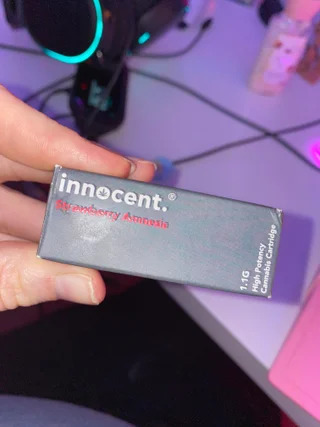 innocent.®
Strawberry Amnesia
1.1G
High Potency
Cannabis Cartridge